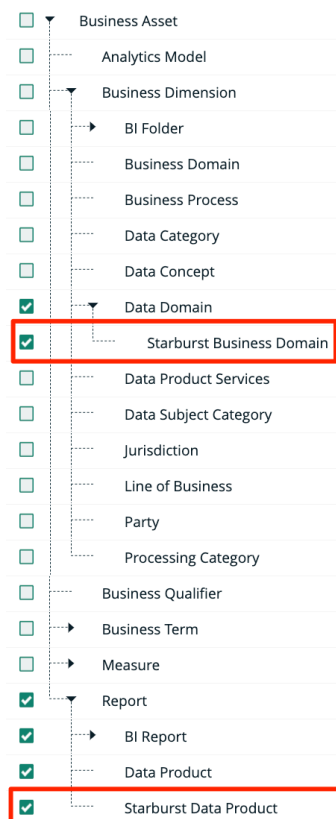 Business Asset
Analytics Model
Business Dimension
BI Folder
Business Domain
Business Process
Data Category
Data Concept
Data Domain
Starburst Business Domain
Data Product Services
Data Subject Category
Jurisdiction
Line of Business
Party
Processing Category
Business Qualifier
Business Term
Measure
Report
BI Report
Data Product
Starburst Data Product